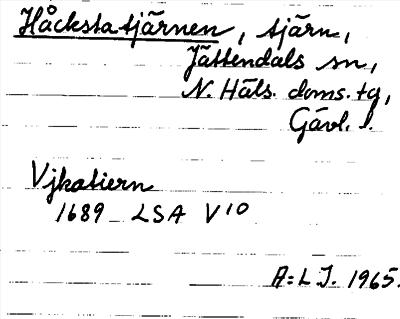 Håckstatjärnen, tjärn,
Jättendals sn,
N. Häls. doms. tg,
Gävl. l.
Vjkatiern
1689 LSA V10
A:L J. 1965.